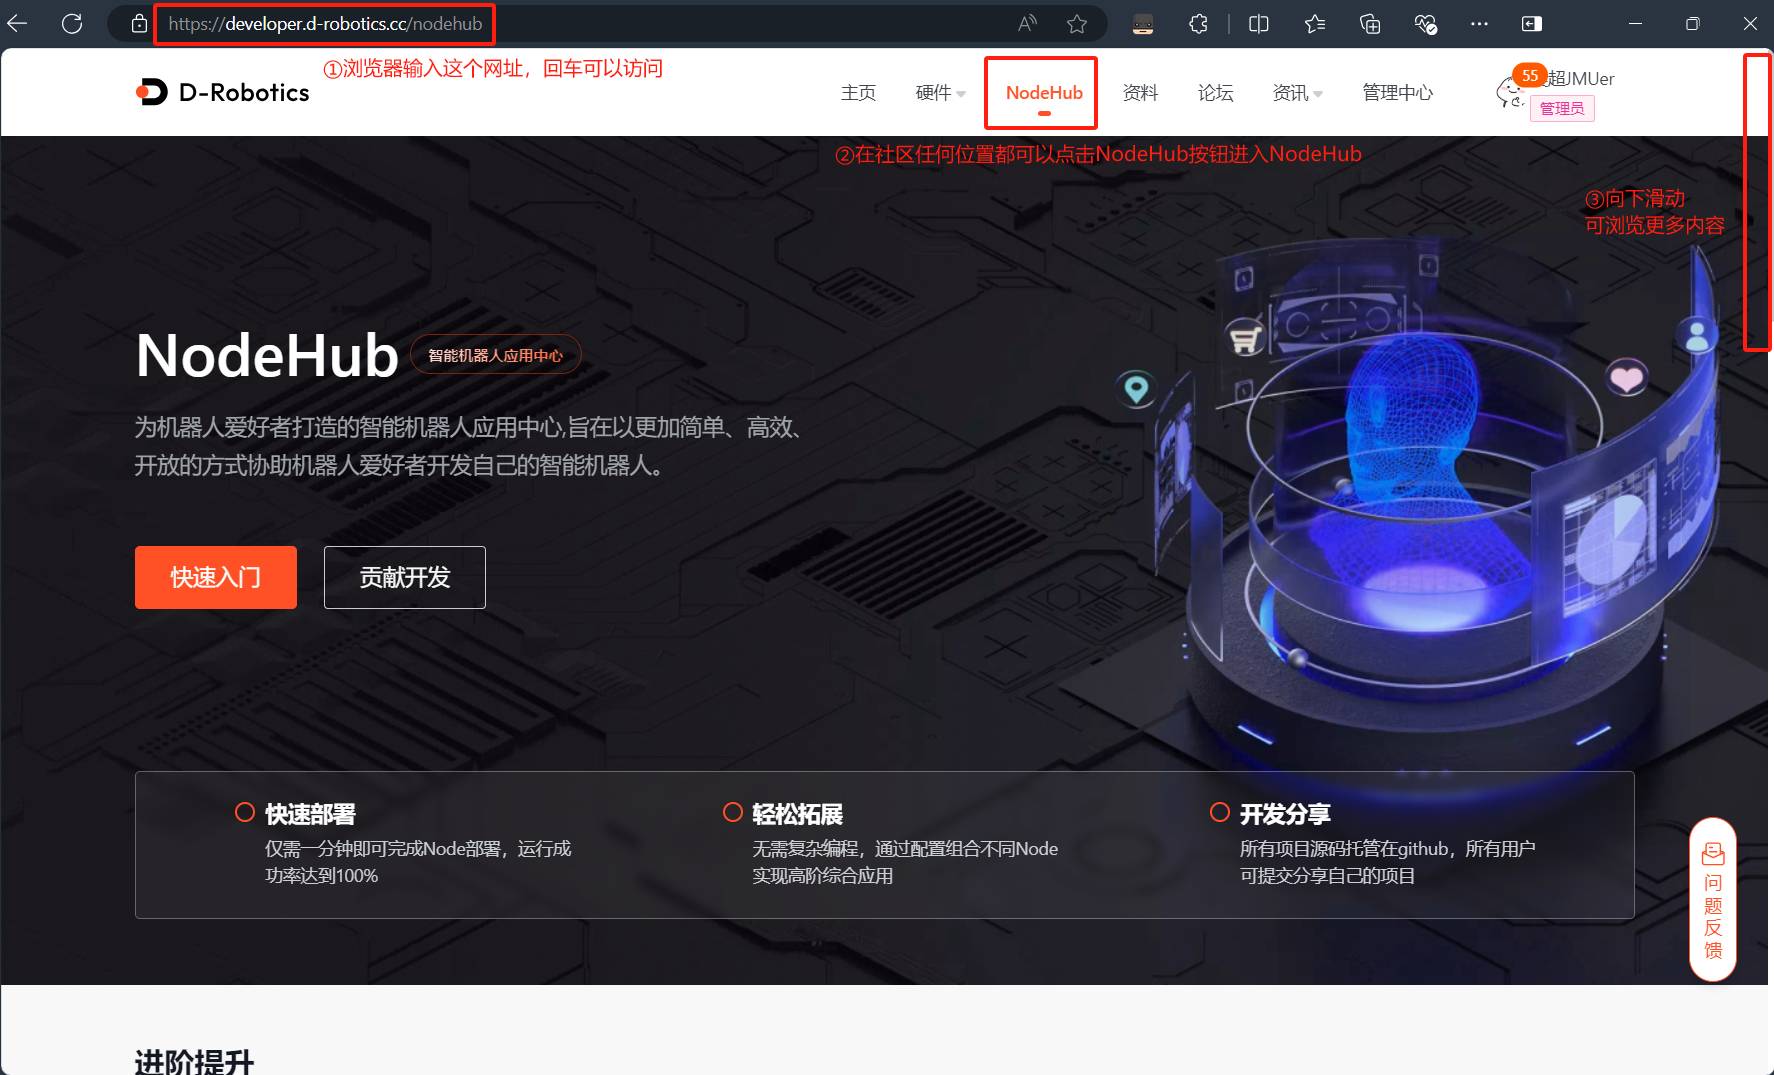 https://developer.d-robotics.cc/nodehub
①浏览器输入这个网址，回车可以访问
D-Robotics
主页
硬件
NodeHub
资料
论坛
资讯
管理中心
55
超JMUer
管理员
②在社区任何位置都可以点击NodeHub按钮进入NodeHub
③向下滑动
可浏览更多内容
NodeHub
智能机器人应用中心
为机器人爱好者打造的智能机器人应用中心,旨在以更加简单、高效、
开放的方式协助机器人爱好者开发自己的智能机器人。
快速入门
贡献开发
快速部署
仅需一分钟即可完成Node部署，运行成
功率达到100%
轻松拓展
无需复杂编程，通过配置组合不同Node
实现高阶综合应用
开发分享
所有项目源码托管在github，所有用户
可提交分享自己的项目
问题反馈
进阶提升